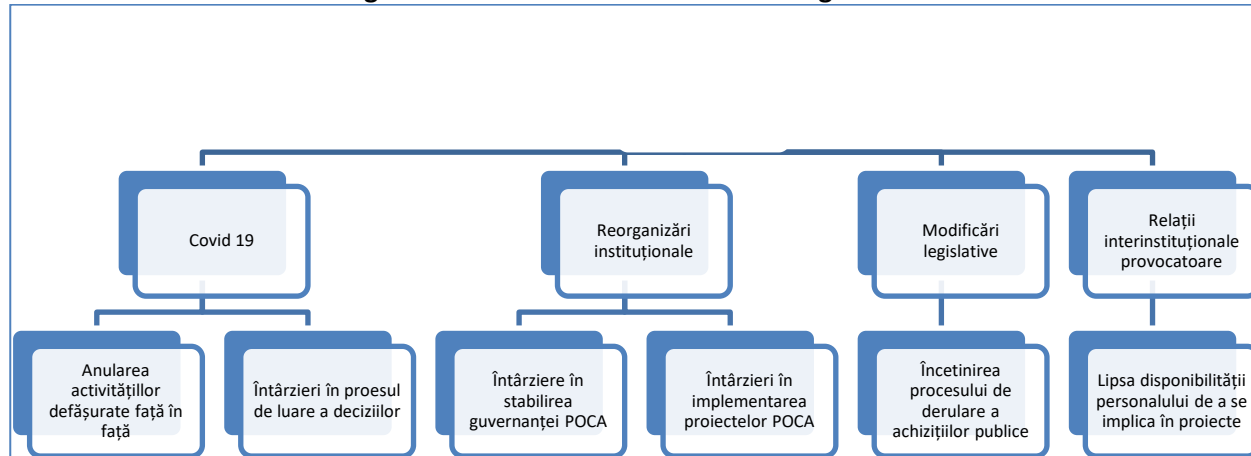 Covid 19
Reorganizări
instituționale
Modificări
legislative
Relații
interinstituționale
provocatoare
Anularea
activitățillor
defășurate față în
față
Întârzieri în proesul
de luare a deciziilor
Întârziere în
stabilirea
guvernanței POCA
Întârzieri în
implementarea
proiectelor POCA
Încetinirea
procesului de
derulare a
achizițiilor publice
Lipsa disponibilității
personalului de a se
implica în proiecte